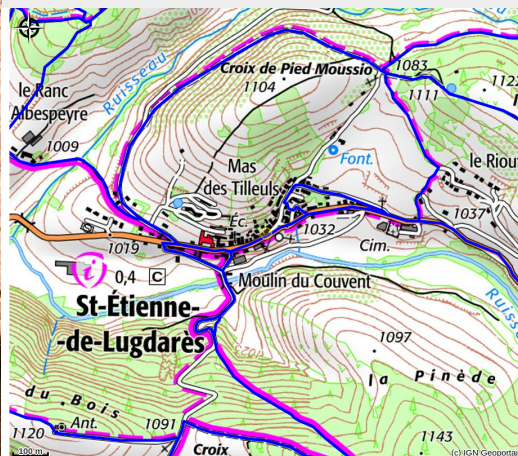 Croix de Pied Moussio
1083
1104
1111
1122
Ruisseau
le Ranc
Albespeyre
1009
Font.
Mas
des Tilleuls
le Riou
Éc.
1032
1037
1019
Cim.
0,4
C
Moulin du Couvent
St-Étienne-
-de-Lugdarès
Ruisseau
1097
la Pinède
du Bois
Ant.
1091
1120
Croix
1143
100 m
(c) IGN Geoportai